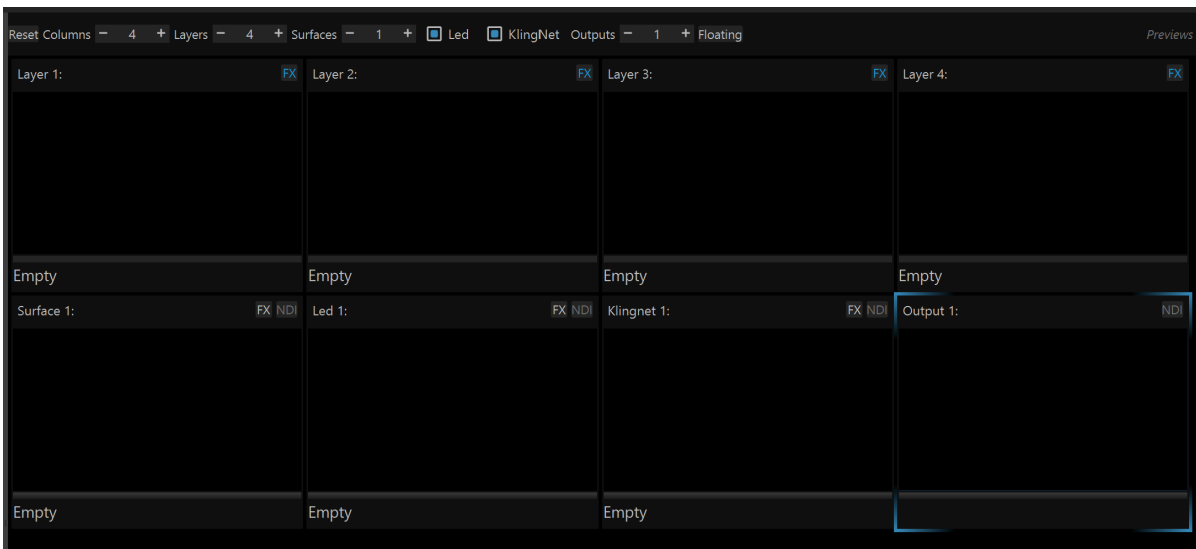 Reset Columns − 4 + Layers − 4 + Surfaces − 1 + Led KlingNet Outputs − 1 + Floating Previews
Layer 1: FX Layer 2: FX Layer 3: FX Layer 4: FX
Empty Empty Empty Empty
Surface 1: FX NDI Led 1: FX NDI Klingnet 1: FX NDI Output 1: NDI
Empty Empty Empty